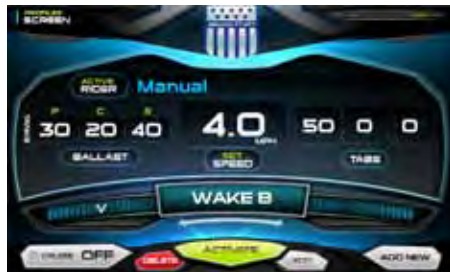 PROFILES
SCREEN
ACTIVE
RIDER
Manual
P C S
30 20 40
4.0
MPH
50 0 0
BALLAST
SET
SPEED
TABS
V
WAKE 8
CRUISE OFF
DELETE
ACTIVATE
EDIT
ADD NEW